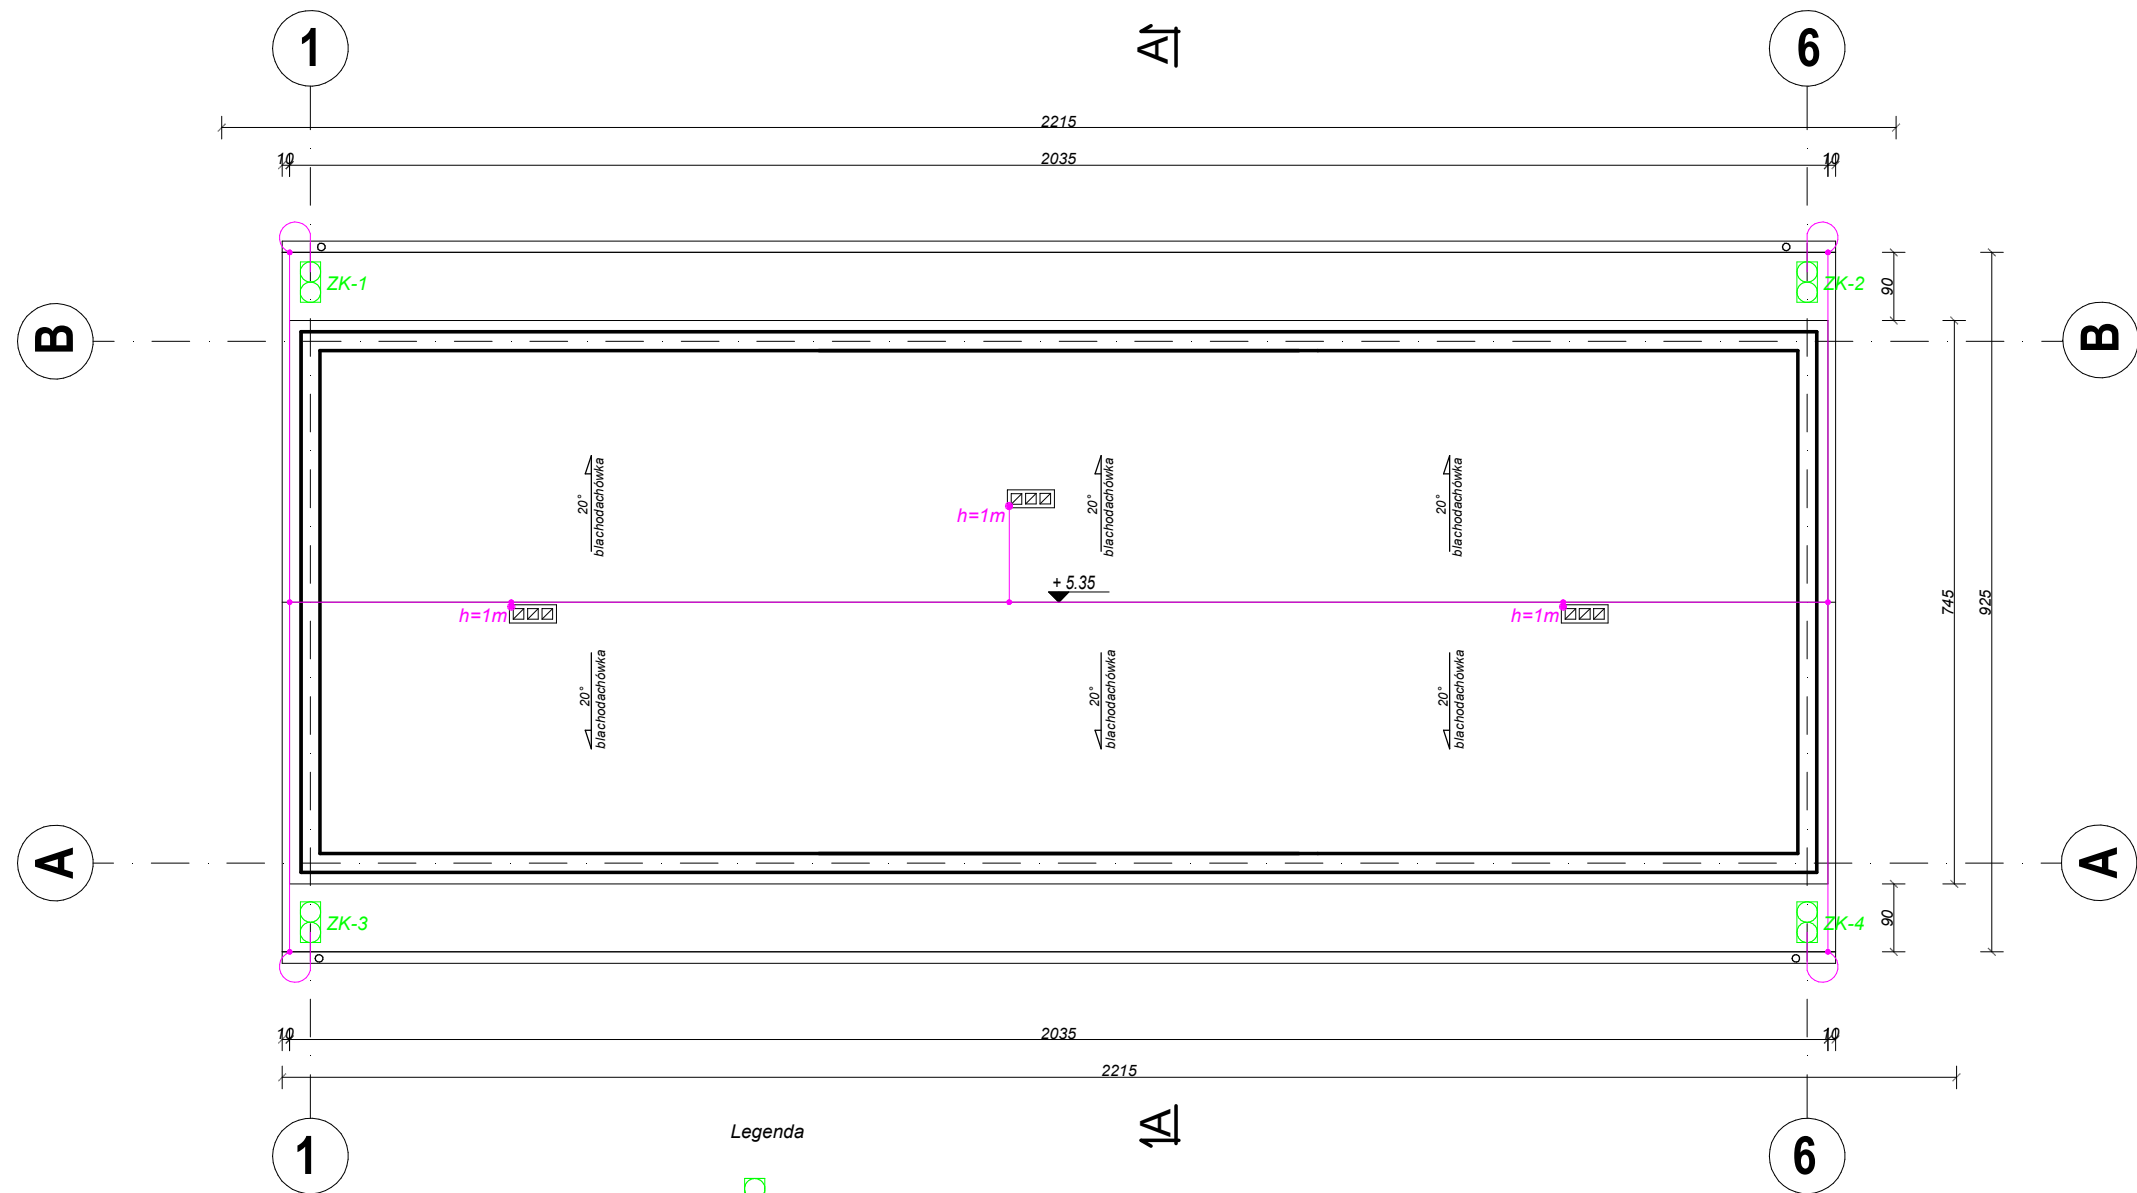 1
A
6
2215
10
2035
10
ZK-1
ZK-2
90
B
B
20°
blachodachówka
20°
blachodachówka
20°
blachodachówka
h=1m
+ 5.35
h=1m
h=1m
745
925
20°
blachodachówka
20°
blachodachówka
20°
blachodachówka
A
A
ZK-3
ZK-4
90
10
2035
10
2215
Legenda
A
1
6